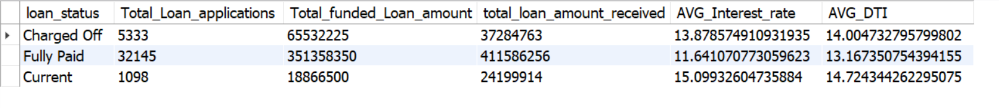 loan_status Total_Loan_applications Total_funded_Loan_amount total_loan_amount_received AVG_Interest_rate AVG_DTI
Charged Off 5333 65532225 37284763 13.878574910931935 14.004732795799802
Fully Paid 32145 351358350 411586256 11.641070773059623 13.167350754394155
Current 1098 18866500 24199914 15.09932604735884 14.724344262295075